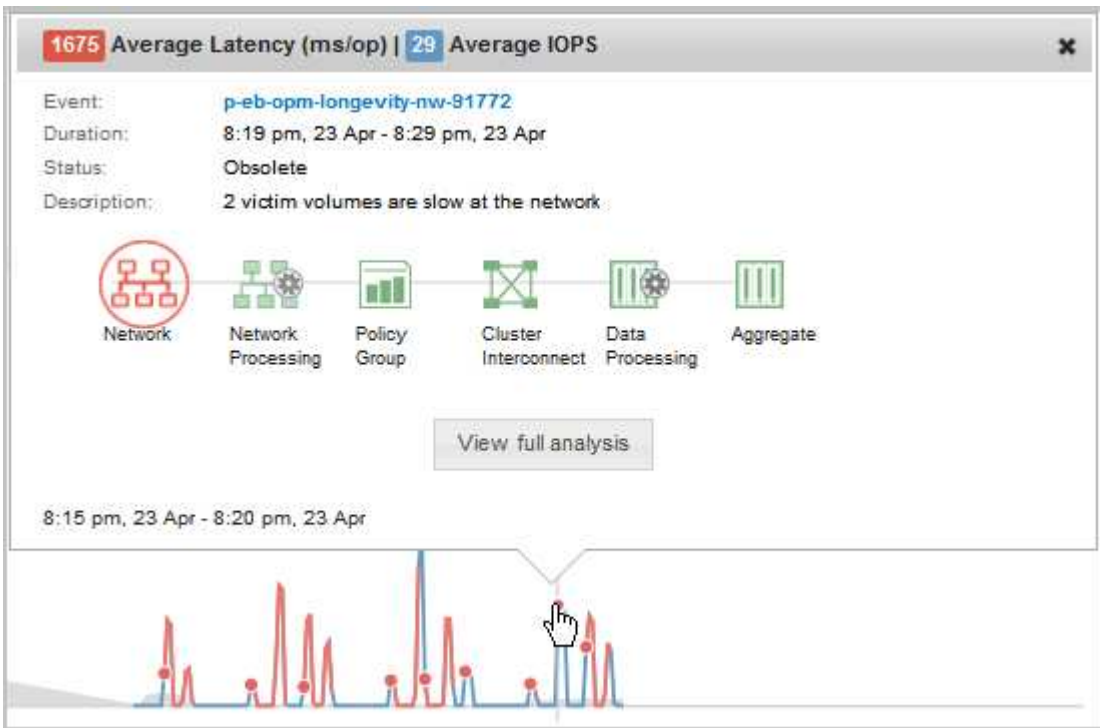 1675 Average Latency (ms/op) | 29 Average IOPS
Event: p-eb-opm-longevity-nw-91772
Duration: 8:19 pm, 23 Apr - 8:29 pm, 23 Apr
Status: Obsolete
Description: 2 victim volumes are slow at the network
Network Network Policy Cluster Data Aggregate
Processing Group Interconnect Processing
View full analysis
8:15 pm, 23 Apr - 8:20 pm, 23 Apr